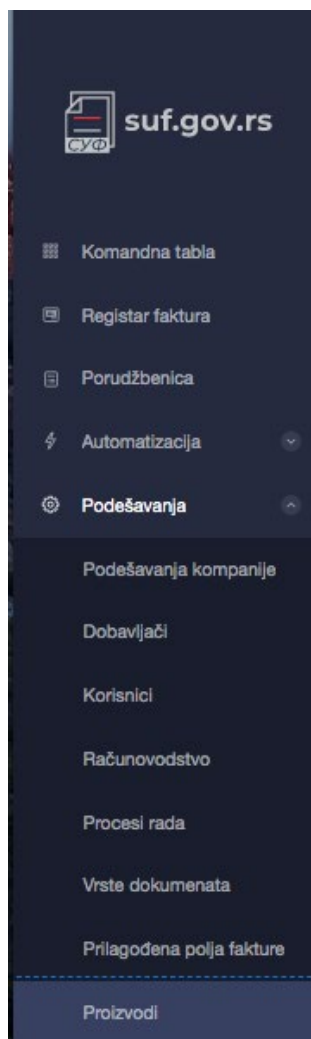 suf.gov.rs
СУФ
Komandna tabla
Registar faktura
Porudžbenica
Automatizacija
Podešavanja
Podešavanja kompanije
Dobavljači
Korisnici
Računovodstvo
Procesi rada
Vrste dokumenata
Prilagođena polja fakture
Proizvodi